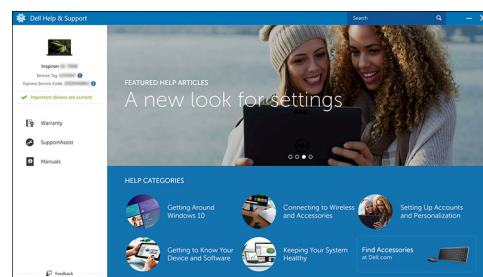 Dell Help & Support
Search
Inspiron
Service Tag
Express Service Code
Important drivers are current
Warranty
SupportAssist
Manuals
Feedback
FEATURED HELP ARTICLES
A new look for settings
HELP CATEGORIES
Getting Around
Windows 10
Connecting to Wireless
and Accessories
Setting Up Accounts
and Personalization
Getting to Know Your
Device and Software
Keeping Your System
Healthy
Find Accessories
at Dell.com